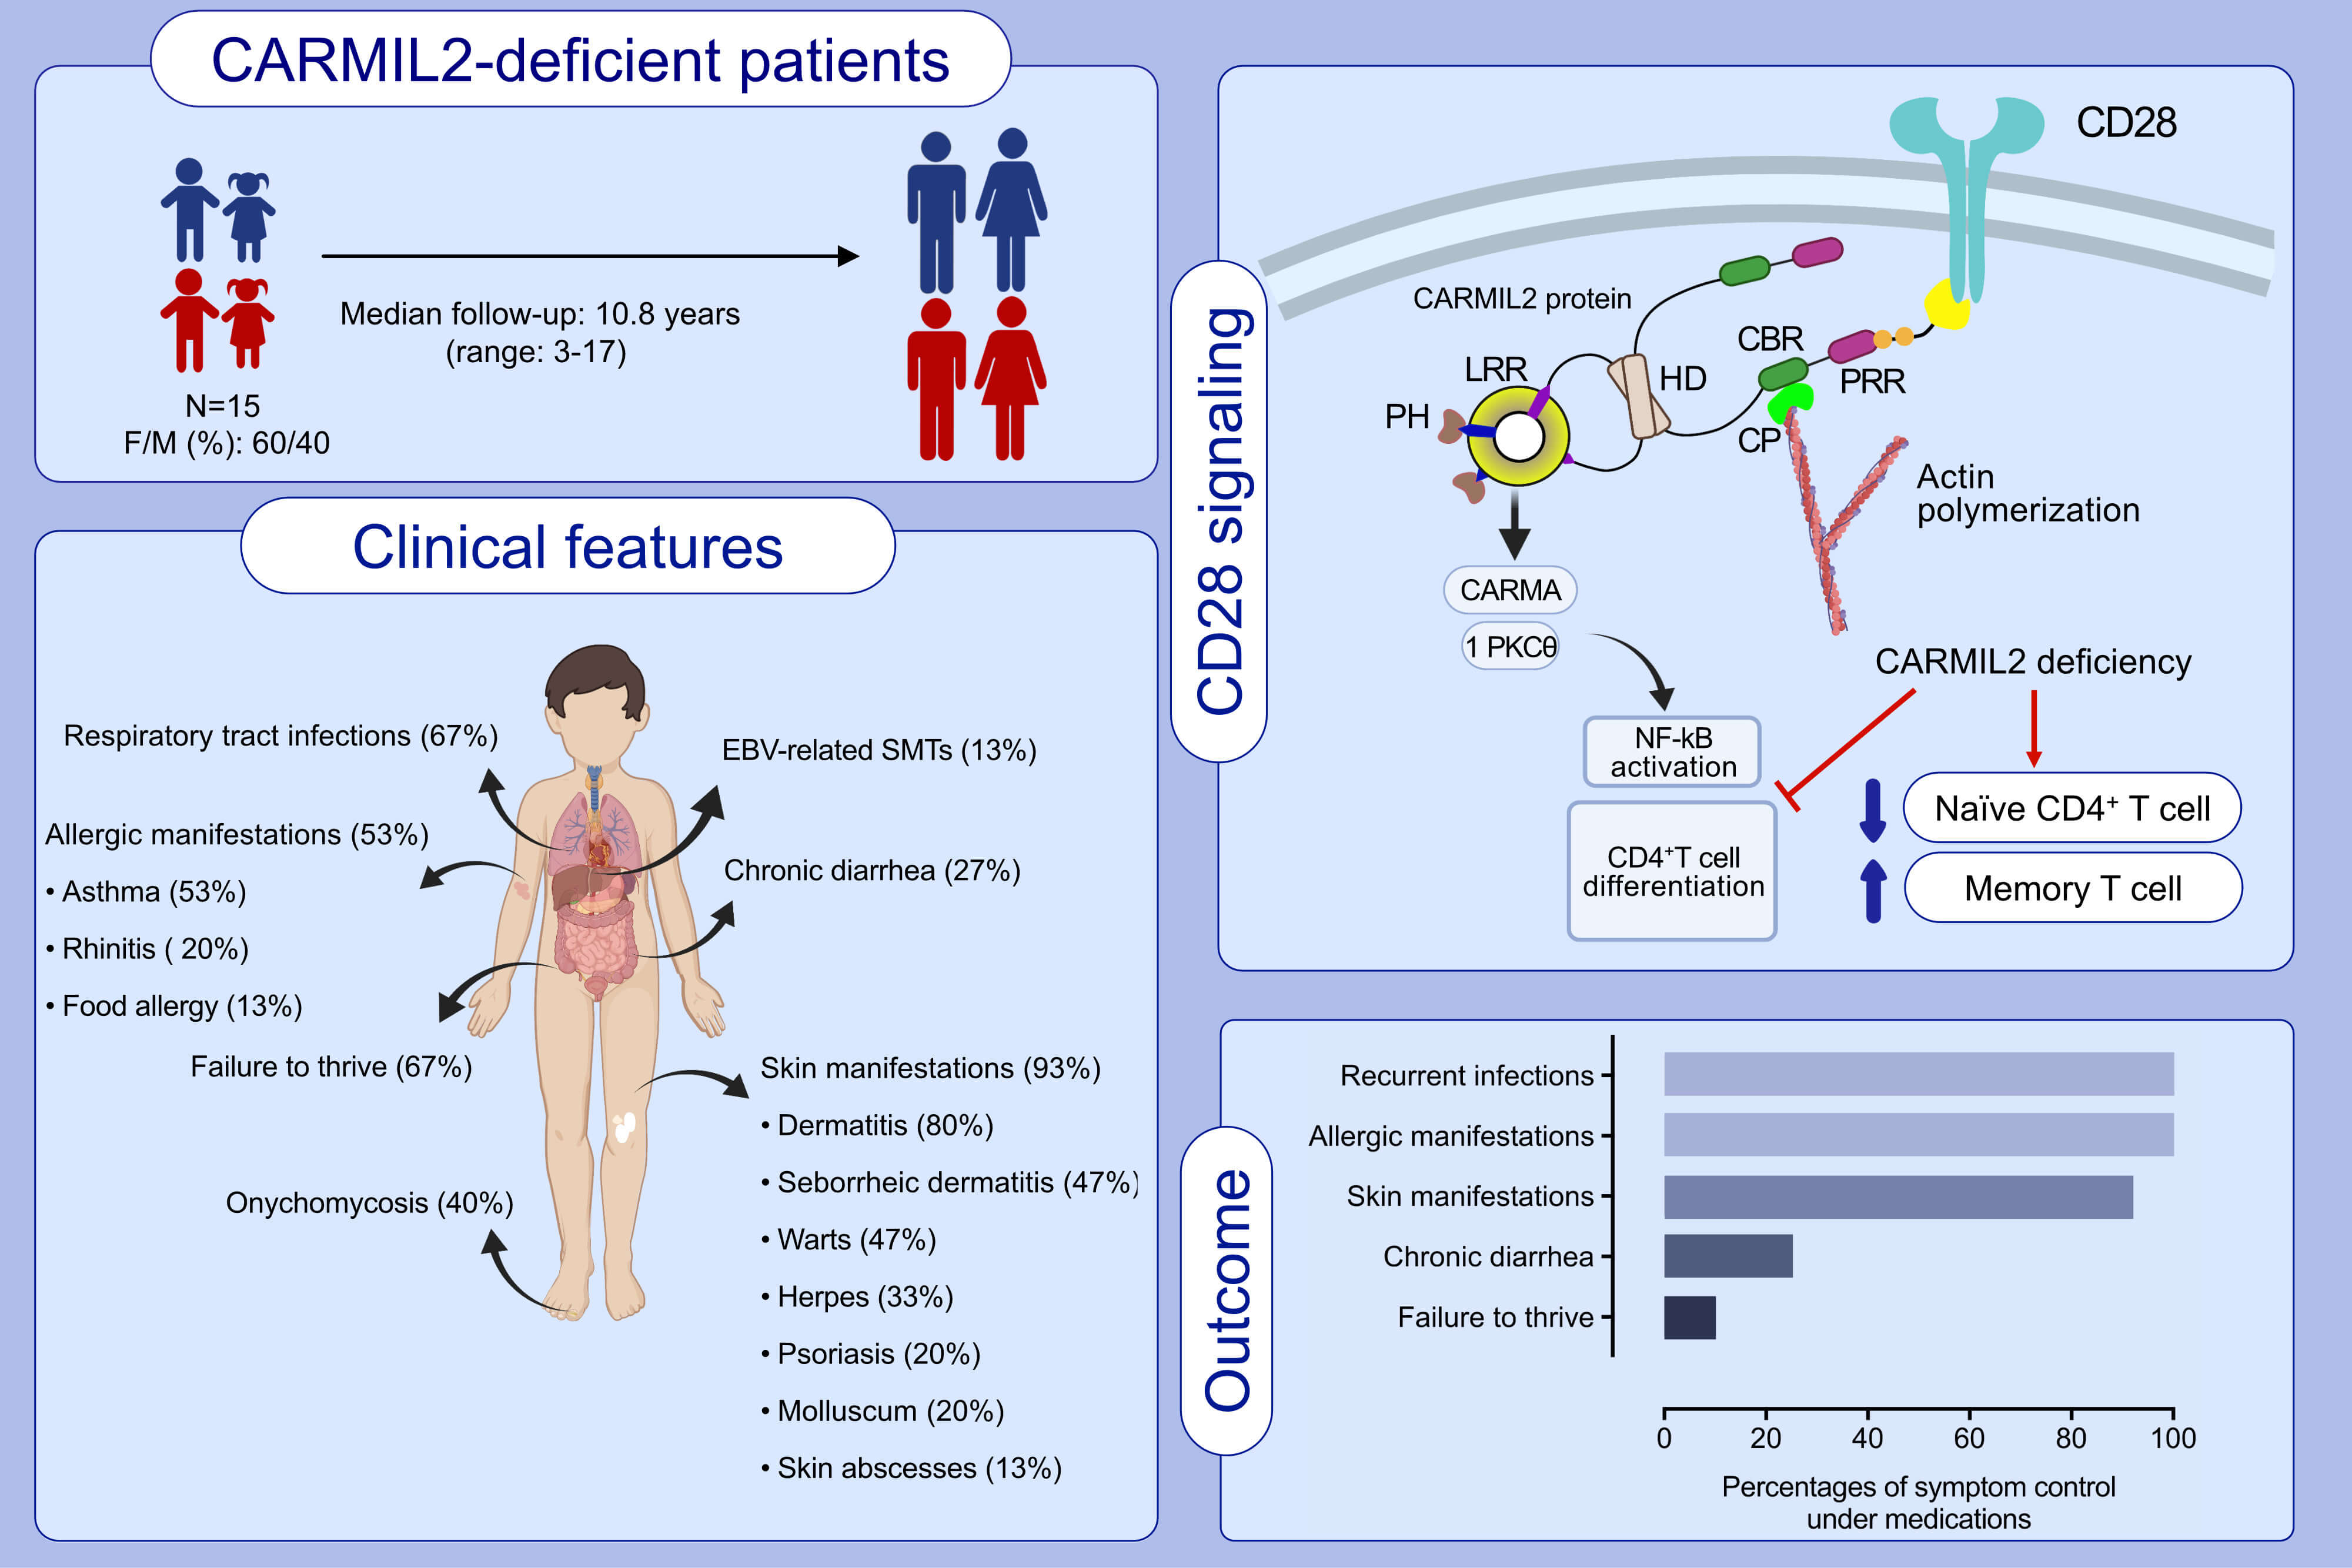 CARMIL2-deficient patients
N=15
F/M (%): 60/40
Median follow-up: 10.8 years
(range: 3-17)
Clinical features
Respiratory tract infections (67%)
Allergic manifestations (53%)
• Asthma (53%)
• Rhinitis ( 20%)
• Food allergy (13%)
Failure to thrive (67%)
Onychomycosis (40%)
EBV-related SMTs (13%)
Chronic diarrhea (27%)
Skin manifestations (93%)
• Dermatitis (80%)
• Seborrheic dermatitis (47%)
• Warts (47%)
• Herpes (33%)
• Psoriasis (20%)
• Molluscum (20%)
• Skin abscesses (13%)
CD28 signaling
CD28
CARMIL2 protein
LRR
PH
HD
CBR
PRR
CP
Actin
polymerization
CARMA
1 PKCθ
NF-kB
activation
CD4⁺T cell
differentiation
CARMIL2 deficiency
Naïve CD4⁺ T cell
Memory T cell
Outcome
Recurrent infections
Allergic manifestations
Skin manifestations
Chronic diarrhea
Failure to thrive
0 20 40 60 80 100
Percentages of symptom control
under medications